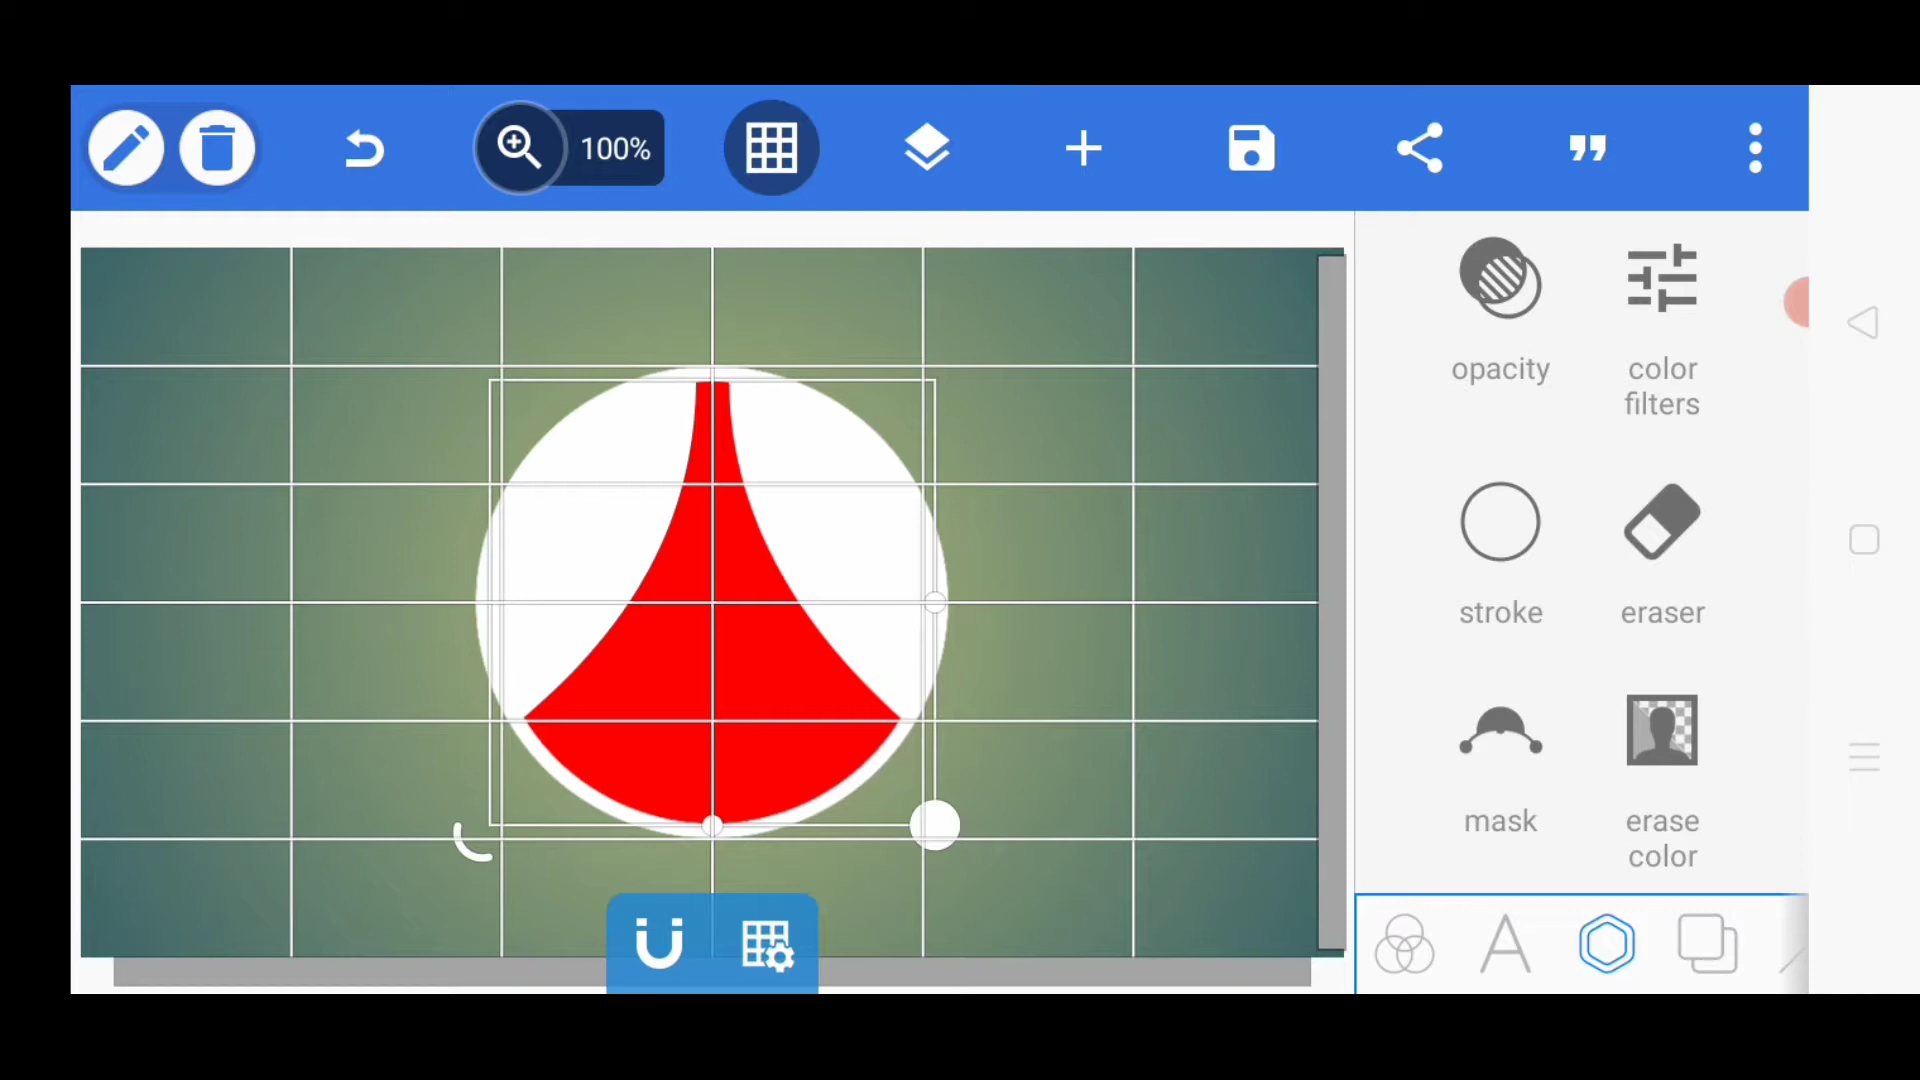 100%
opacity
color
filters
stroke
eraser
mask
erase
color